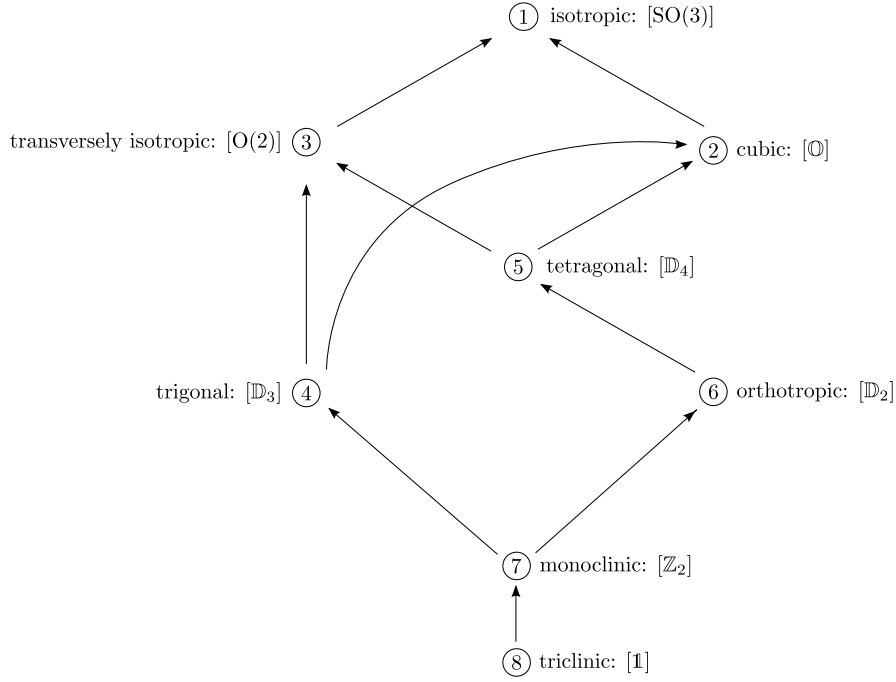 ① isotropic: [SO(3)]
transversely isotropic: [O(2)] ③
② cubic: [𝕆]
⑤ tetragonal: [𝔻₄]
trigonal: [𝔻₃] ④
⑥ orthotropic: [𝔻₂]
⑦ monoclinic: [ℤ₂]
⑧ triclinic: [𝟙]